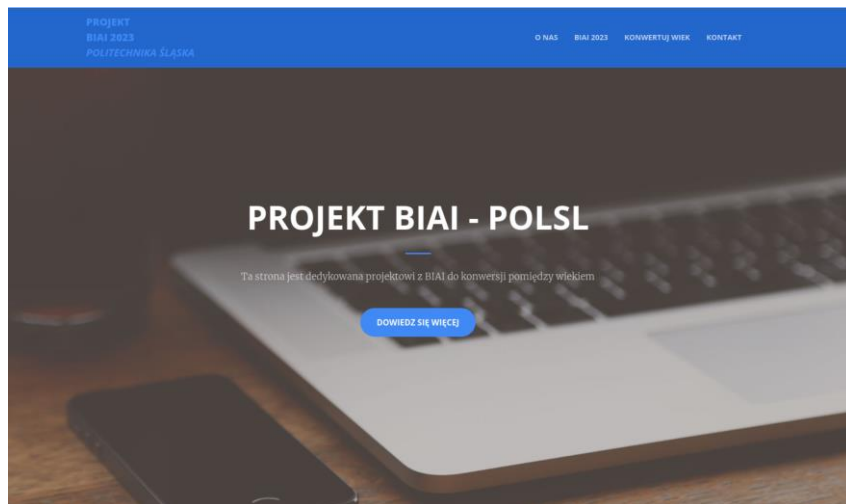 PROJEKT
BIAI 2023
POLITECHNIKA ŚLĄSKA
O NAS BIAI 2023 KONWERTUJ WIEK KONTAKT
PROJEKT BIAI - POLSL
Ta strona jest dedykowana projektowi z BIAI do konwersji pomiędzy wiekiem
DOWIEDZ SIĘ WIĘCEJ